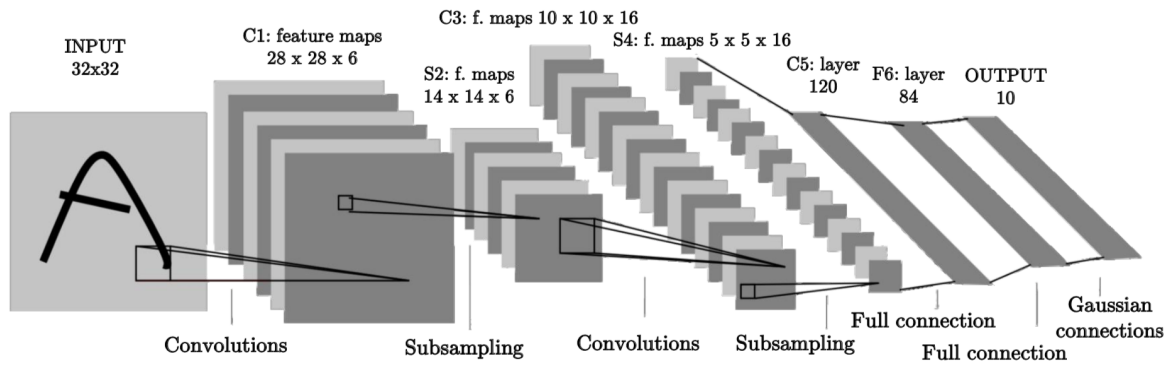 INPUT
32x32
C1: feature maps
28 x 28 x 6
S2: f. maps
14 x 14 x 6
C3: f. maps 10 x 10 x 16
S4: f. maps 5 x 5 x 16
C5: layer
120
F6: layer
84
OUTPUT
10
Convolutions
Subsampling
Convolutions
Subsampling
Full connection
Full connection
Gaussian
connections